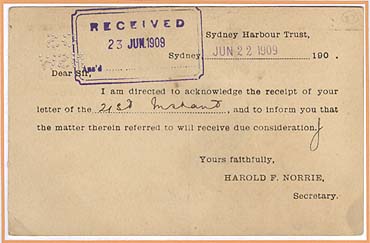 RECEIVED
23 JUN.1909
Ans'd
Sydney Harbour Trust,
Sydney JUN 22 1909 190 .
Dear Sir,
I am directed to acknowledge the receipt of your
letter of the 21st Instant, and to inform you that
the matter therein referred to will receive due consideration.
Yours faithfully,
HAROLD F. NORRIE,
Secretary.